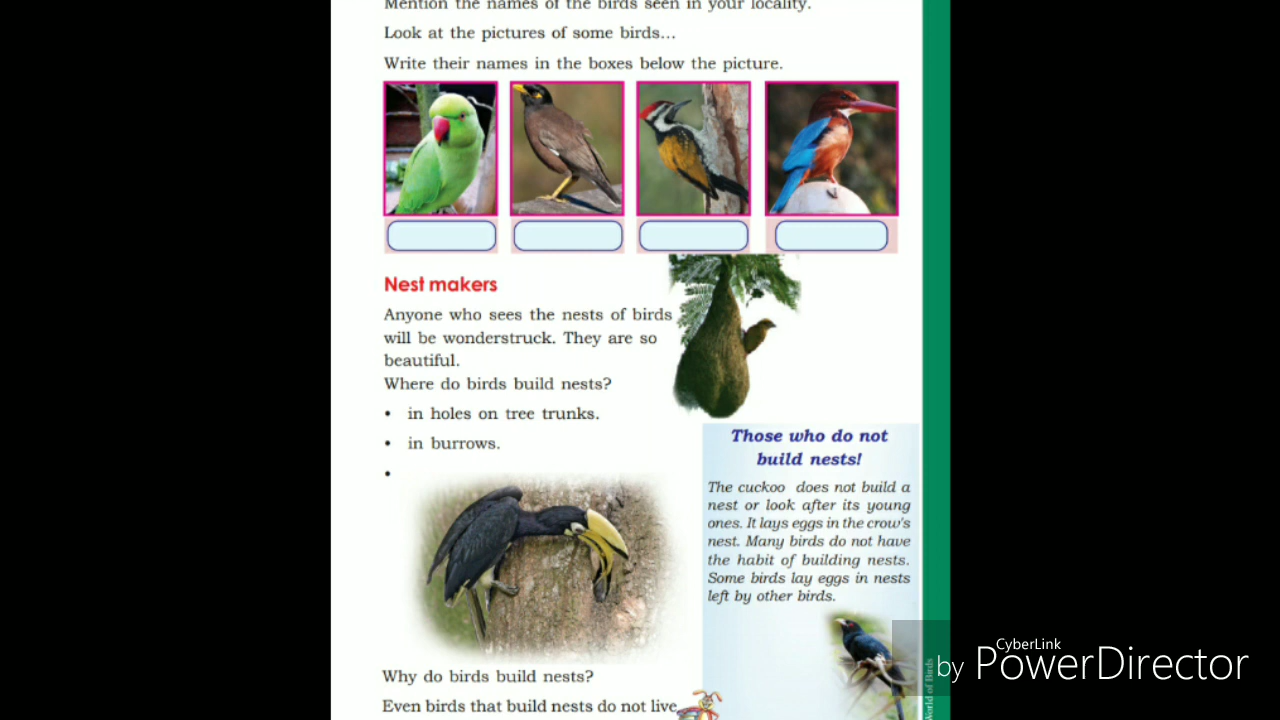 Mention the names of the birds seen in your locality.
Look at the pictures of some birds...
Write their names in the boxes below the picture.
Nest makers
Anyone who sees the nests of birds
will be wonderstruck. They are so
beautiful.
Where do birds build nests?
• in holes on tree trunks.
• in burrows.
•
Those who do not
build nests!
The cuckoo does not build a
nest or look after its young
ones. It lays eggs in the crow's
nest. Many birds do not have
the habit of building nests.
Some birds lay eggs in nests
left by other birds.
Why do birds build nests?
Even birds that build nests do not live
World of Birds
CyberLink
by PowerDirector